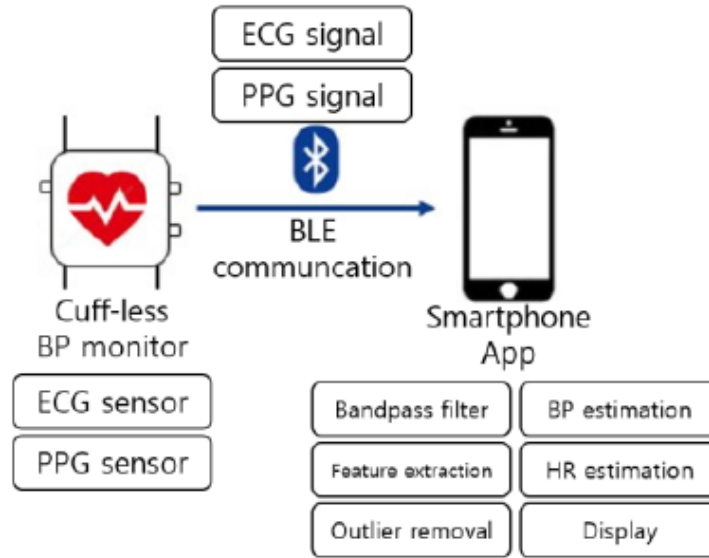 ECG signal
PPG signal
BLE
communcation
Cuff-less
BP monitor
ECG sensor
PPG sensor
Smartphone
App
Bandpass filter
BP estimation
Feature extraction
HR estimation
Outlier removal
Display